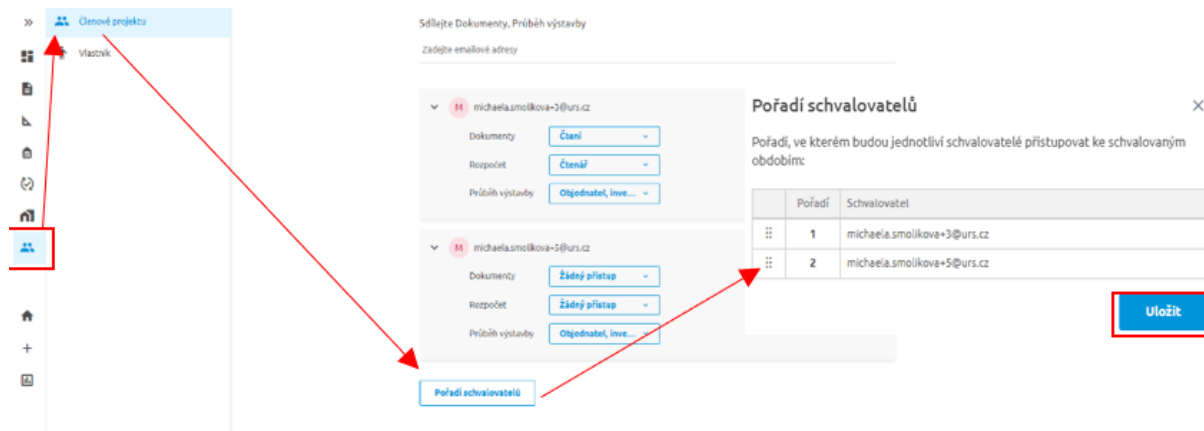 Členové projektu
Vlastník
Sdílejte Dokumenty, Průběh výstavby
Zadejte emailové adresy
M michaela.smolikova+3@urs.cz
Dokumenty Čtení
Rozpočet Čtenář
Průběh výstavby Objednatel, inve...
M michaela.smolikova+5@urs.cz
Dokumenty Žádný přístup
Rozpočet Žádný přístup
Průběh výstavby Objednatel, inve...
Pořadí schvalovatelů
Pořadí schvalovatelů
Pořadí, ve kterém budou jednotliví schvalovatelé přistupovat ke schvalovaným
obdobím:
Pořadí Schvalovatel
1 michaela.smolikova+3@urs.cz
2 michaela.smolikova+5@urs.cz
Uložit